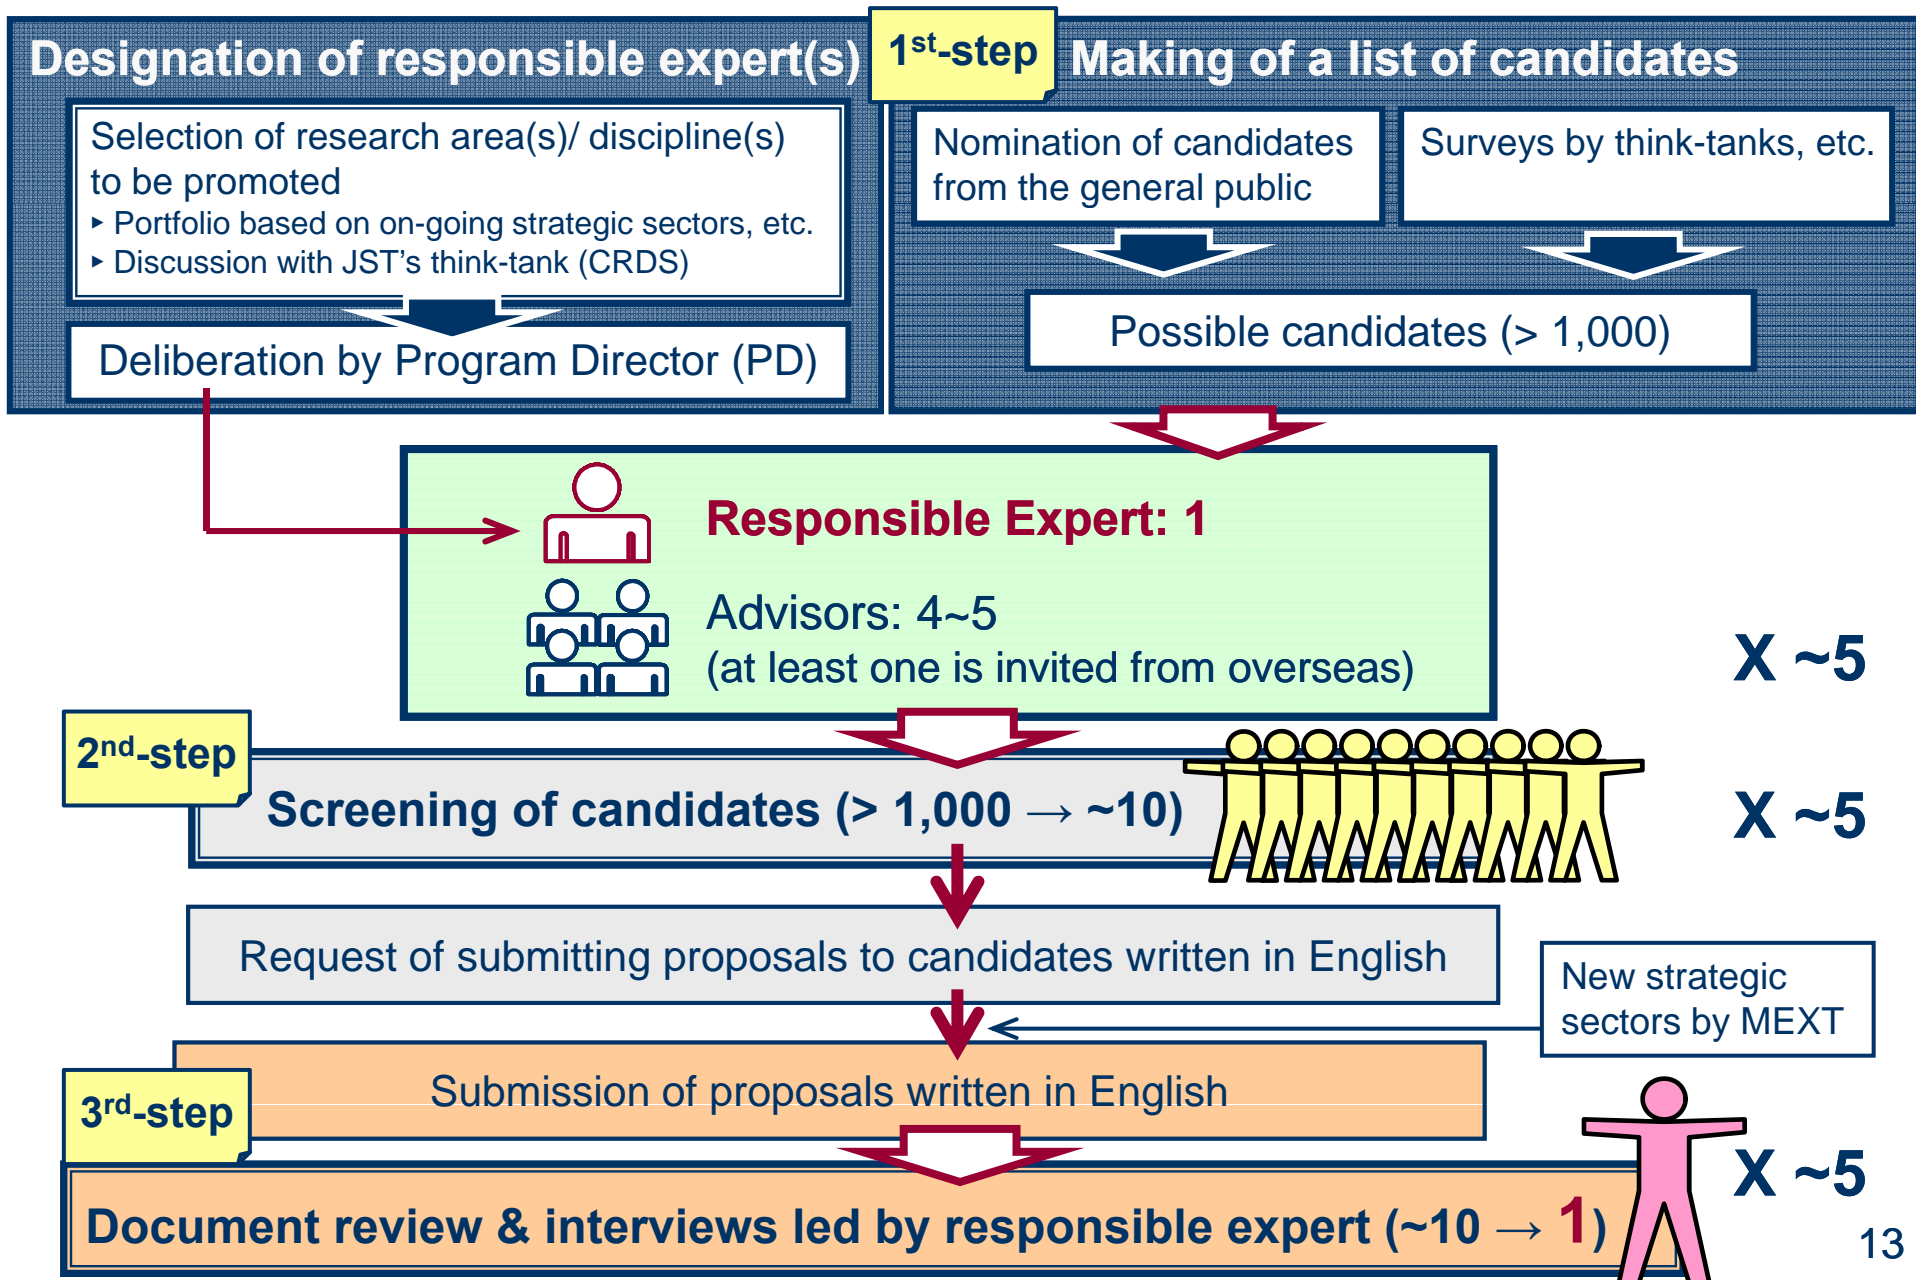 Designation of responsible expert(s)
1st-step
Making of a list of candidates
Selection of research area(s)/ discipline(s)
to be promoted
‣ Portfolio based on on-going strategic sectors, etc.
‣ Discussion with JST’s think-tank (CRDS)
Deliberation by Program Director (PD)
Nomination of candidates
from the general public
Surveys by think-tanks, etc.
Possible candidates (> 1,000)
Responsible Expert: 1
Advisors: 4~5
(at least one is invited from overseas)
X ~5
2nd-step
Screening of candidates (> 1,000 → ~10)
X ~5
Request of submitting proposals to candidates written in English
New strategic
sectors by MEXT
3rd-step
Submission of proposals written in English
Document review & interviews led by responsible expert (~10 → 1)
X ~5
13